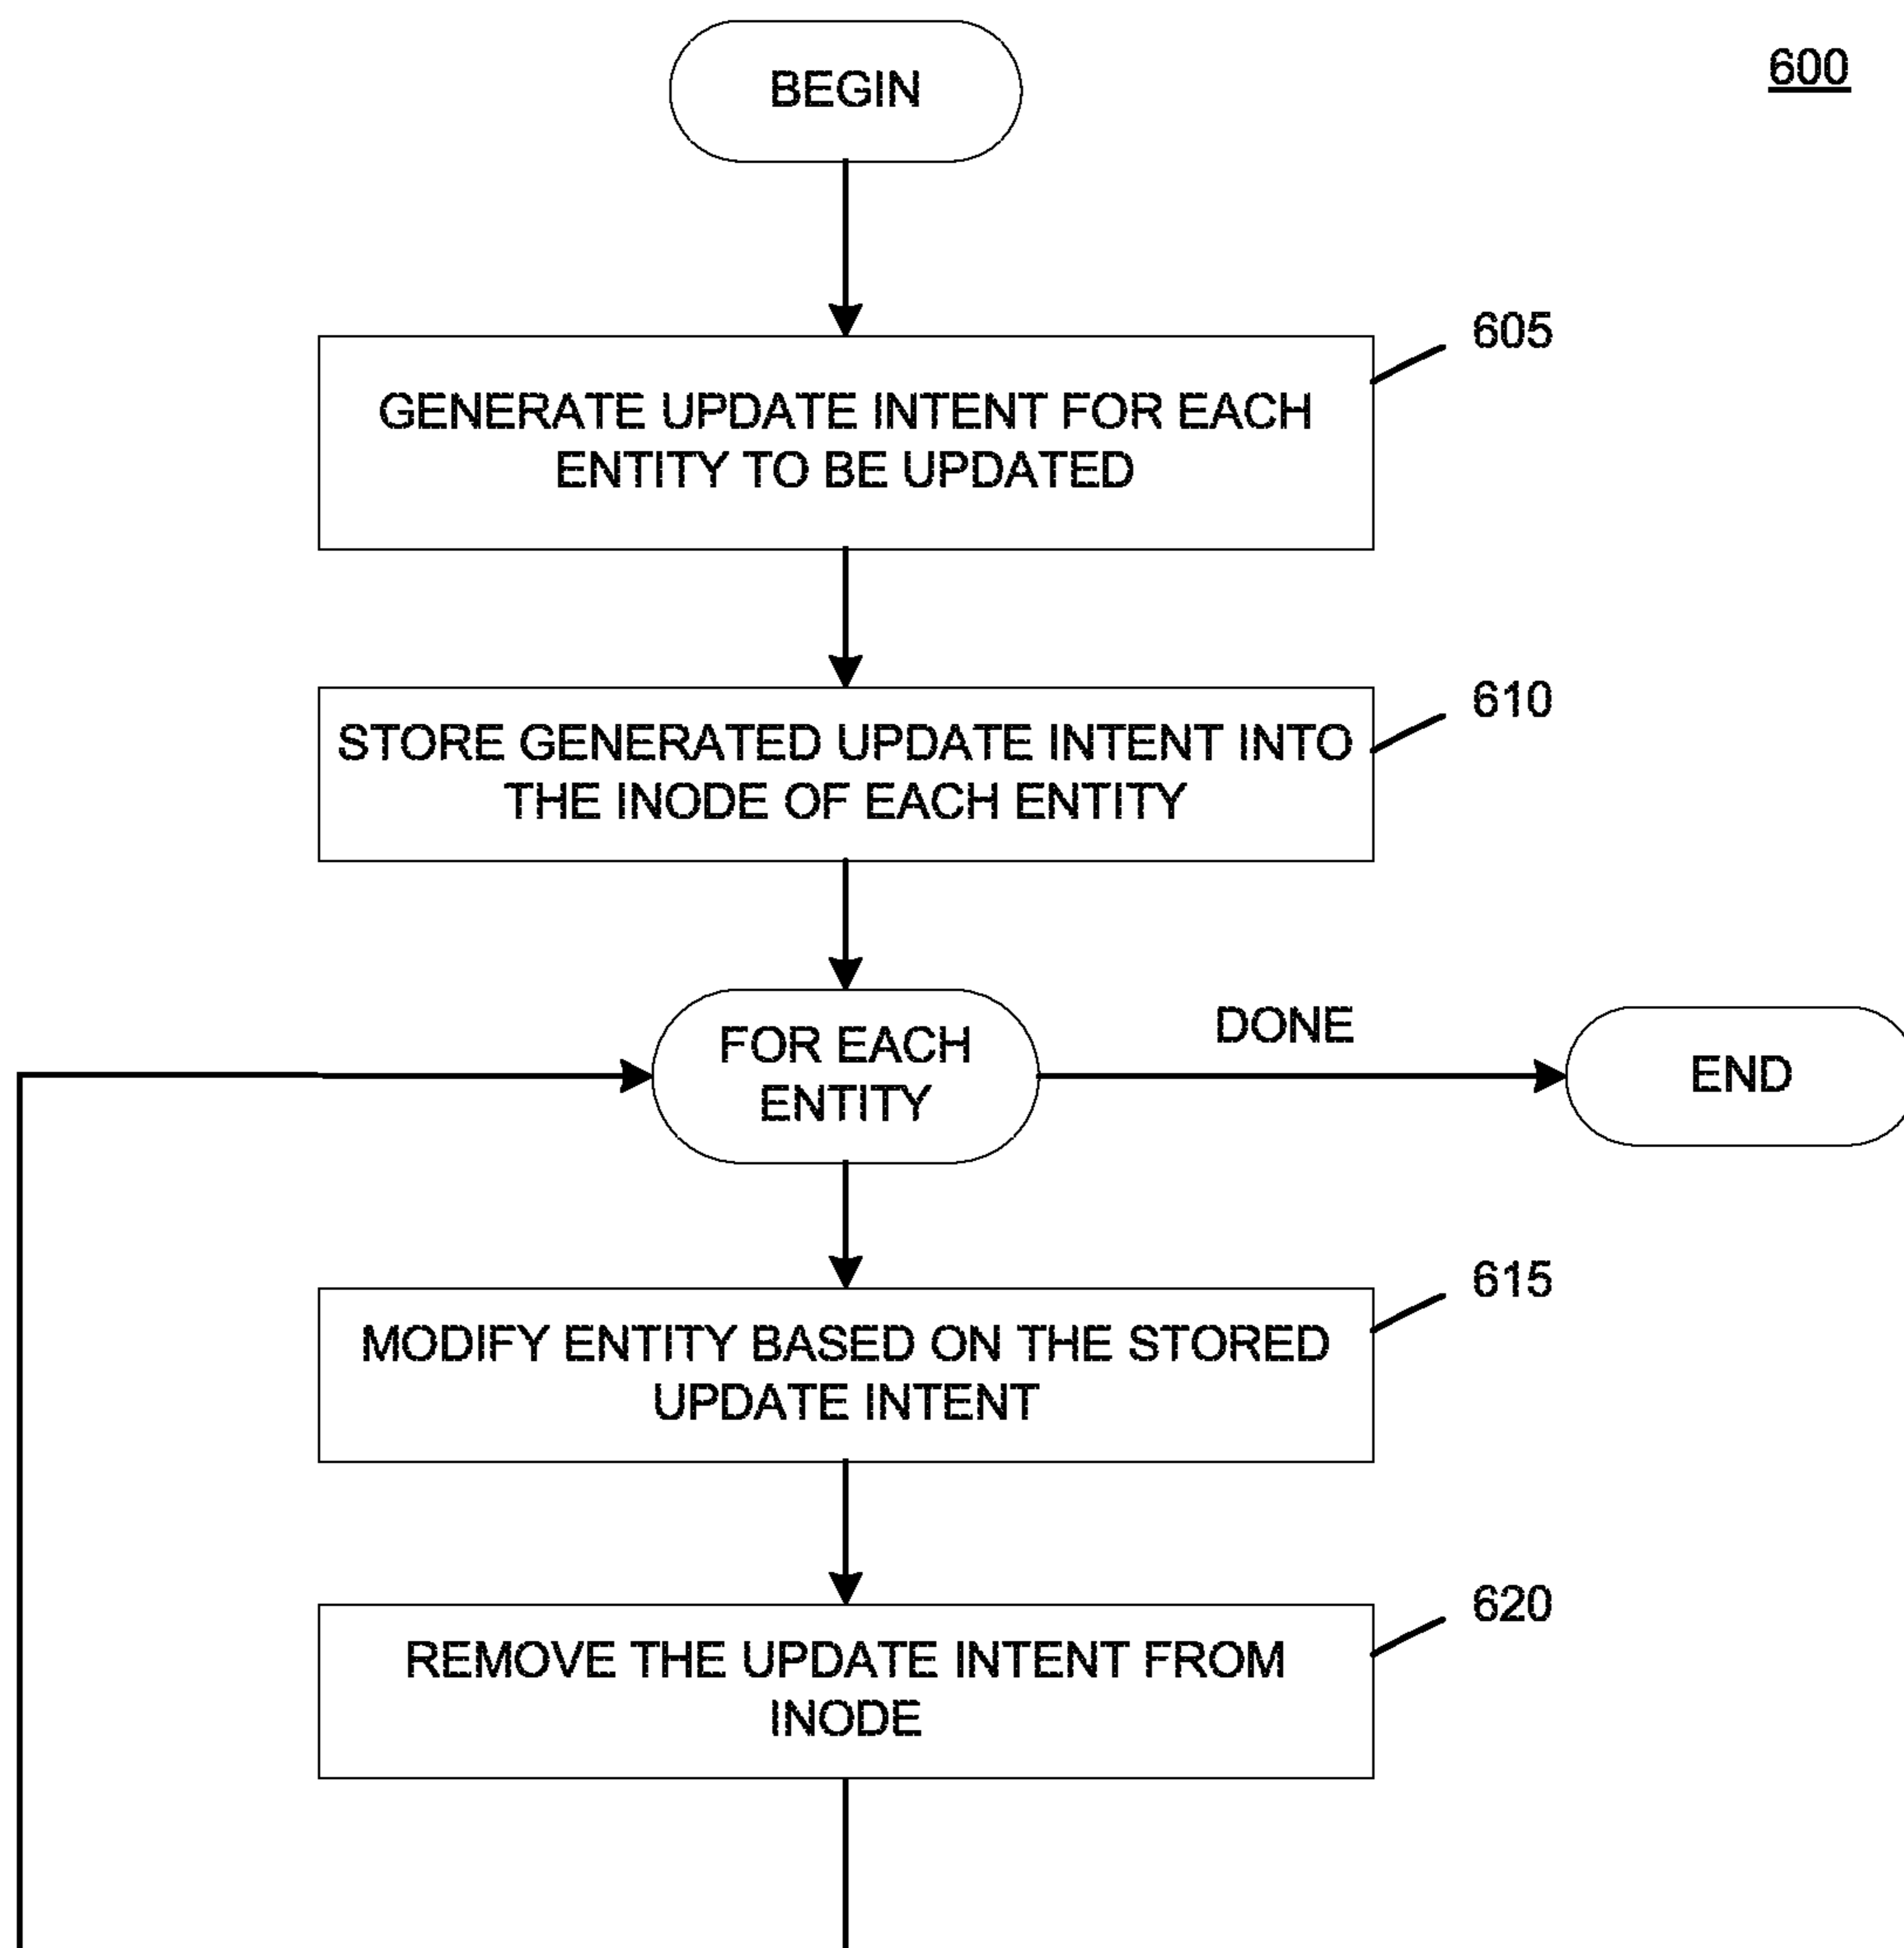 600
BEGIN
605
GENERATE UPDATE INTENT FOR EACH
ENTITY TO BE UPDATED
610
STORE GENERATED UPDATE INTENT INTO
THE INODE OF EACH ENTITY
FOR EACH
ENTITY
DONE
END
615
MODIFY ENTITY BASED ON THE STORED
UPDATE INTENT
620
REMOVE THE UPDATE INTENT FROM
INODE